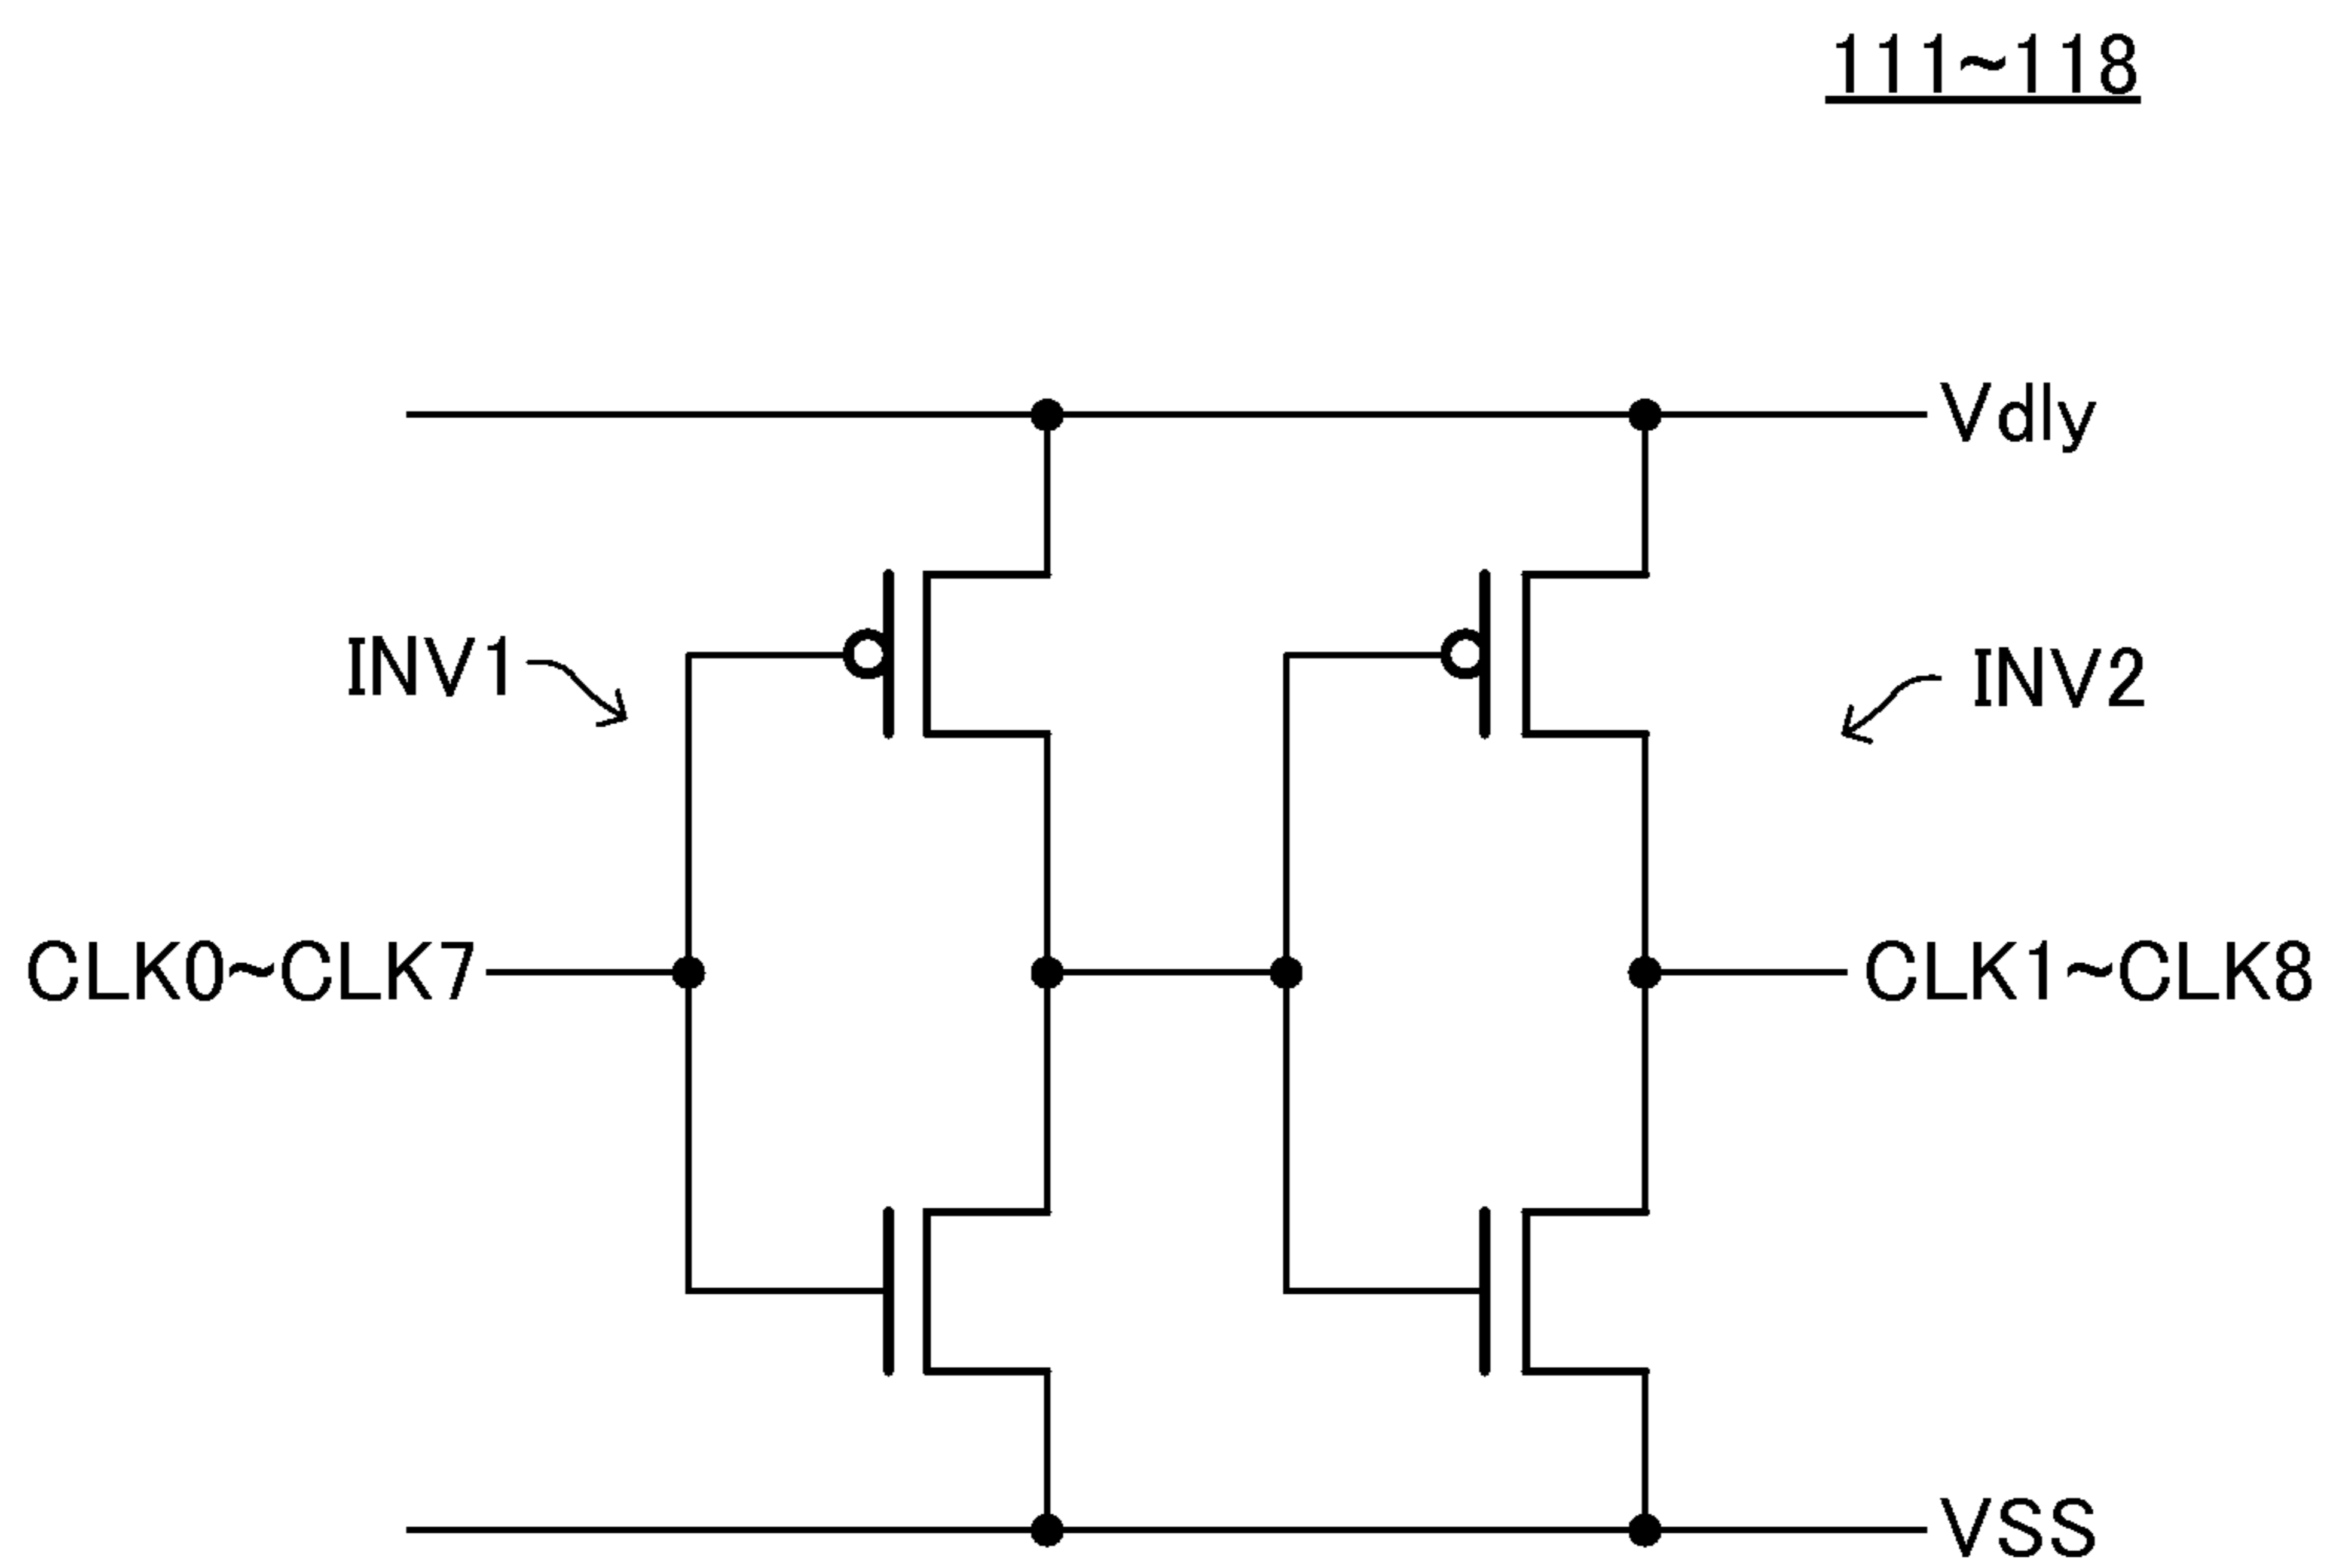 111~118
Vdly
INV1
INV2
CLK0~CLK7
CLK1~CLK8
VSS